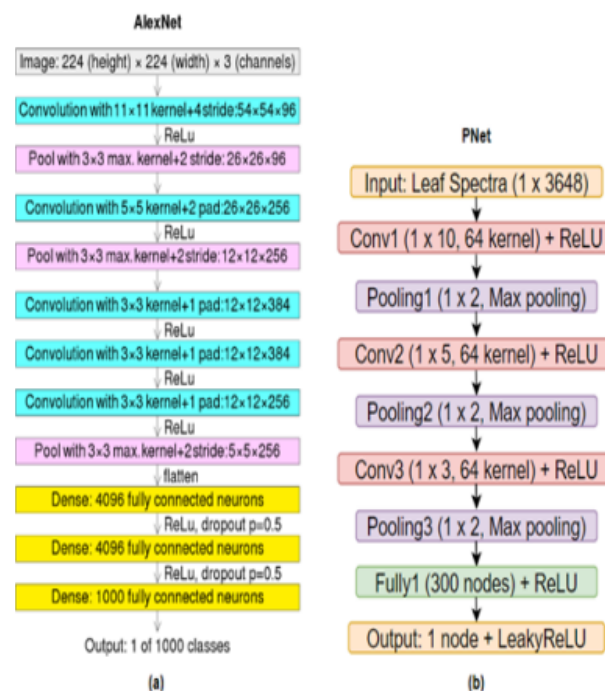 AlexNet
Image: 224 (height) × 224 (width) × 3 (channels)
Convolution with 11×11 kernel+4 stride:54×54×96
ReLu
Pool with 3×3 max. kernel+2 stride: 26×26×96
Convolution with 5×5 kernel+2 pad:26×26×256
ReLu
Pool with 3×3 max.kernel+2stride:12×12×256
Convolution with 3×3 kernel+1 pad:12×12×384
ReLu
Convolution with 3×3 kernel+1 pad:12×12×384
ReLu
Convolution with 3×3 kernel+1 pad:12×12×256
ReLu
Pool with 3×3 max.kernel+2stride:5×5×256
flatten
Dense: 4096 fully connected neurons
ReLu, dropout p=0.5
Dense: 4096 fully connected neurons
ReLu, dropout p=0.5
Dense: 1000 fully connected neurons
Output: 1 of 1000 classes
(a)
PNet
Input: Leaf Spectra (1 x 3648)
Conv1 (1 x 10, 64 kernel) + ReLU
Pooling1 (1 x 2, Max pooling)
Conv2 (1 x 5, 64 kernel) + ReLU
Pooling2 (1 x 2, Max pooling)
Conv3 (1 x 3, 64 kernel) + ReLU
Pooling3 (1 x 2, Max pooling)
Fully1 (300 nodes) + ReLU
Output: 1 node + LeakyReLU
(b)